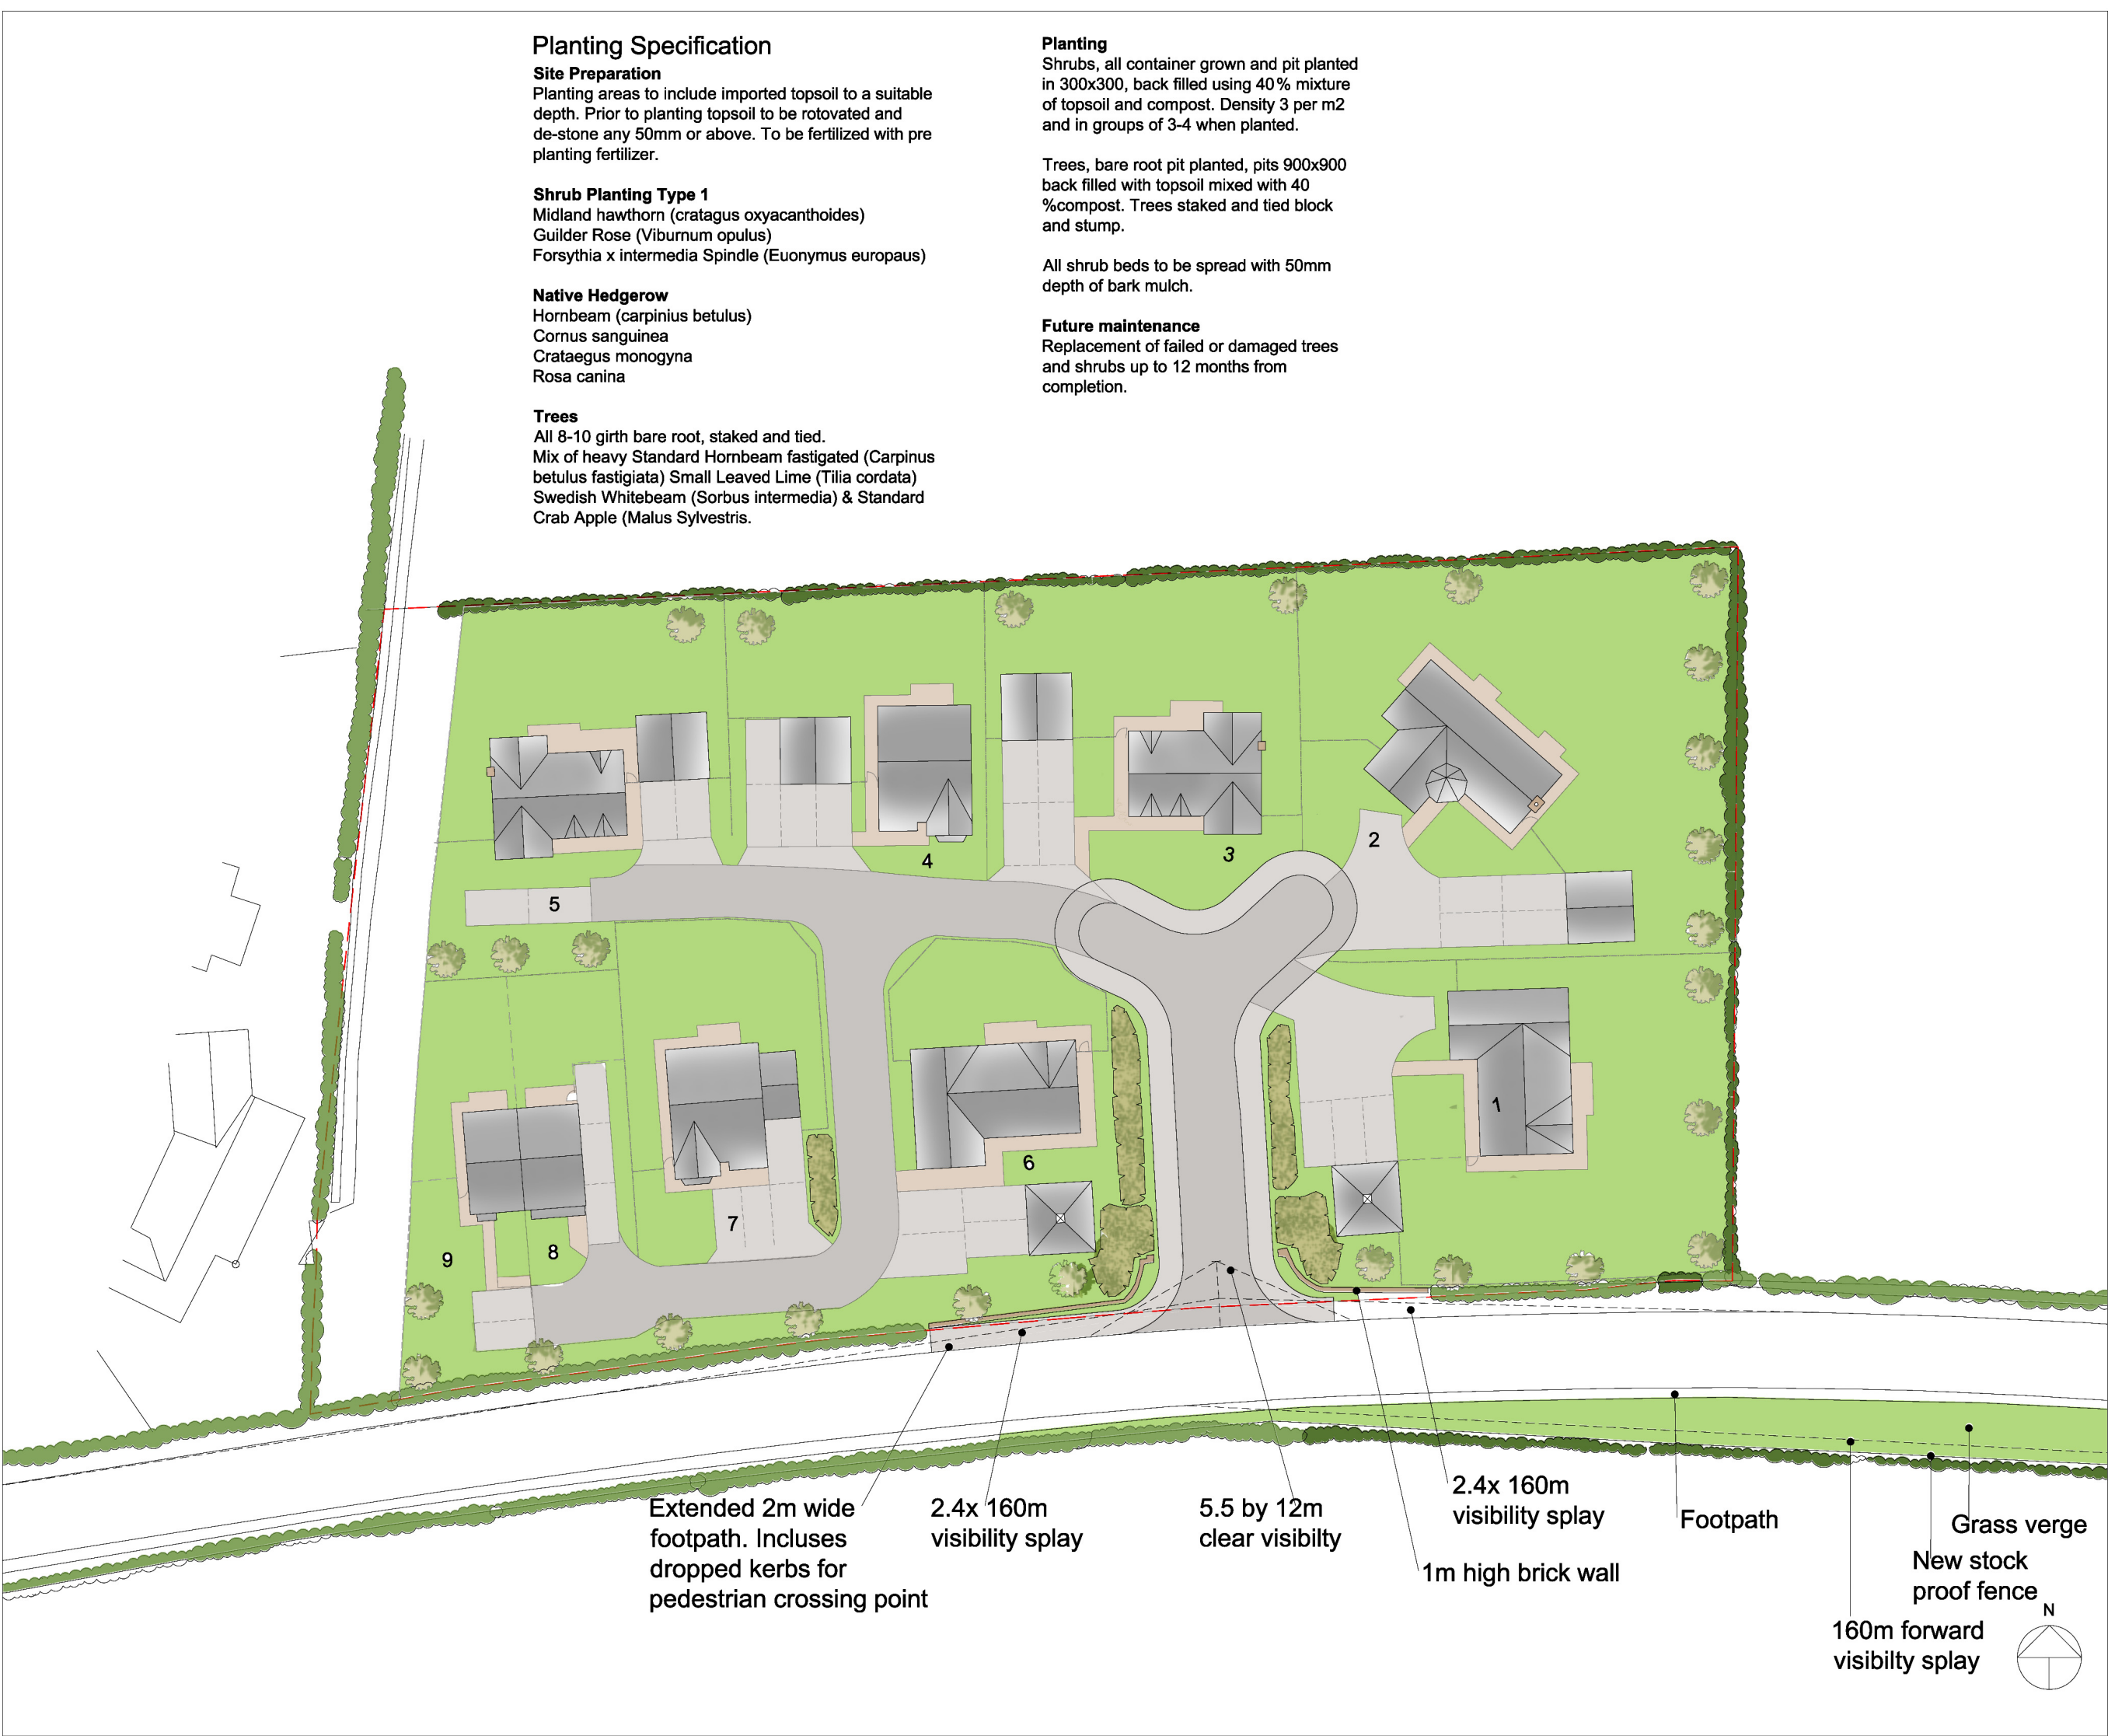 Planting Specification
Site Preparation
Planting areas to include imported topsoil to a suitable
depth. Prior to planting topsoil to be rotovated and
de-stone any 50mm or above. To be fertilized with pre
planting fertilizer.
Shrub Planting Type 1
Midland hawthorn (cratagus oxyacanthoides)
Guilder Rose (Viburnum opulus)
Forsythia x intermedia Spindle (Euonymus europaus)
Native Hedgerow
Hornbeam (carpinius betulus)
Cornus sanguinea
Crataegus monogyna
Rosa canina
Trees
All 8-10 girth bare root, staked and tied.
Mix of heavy Standard Hornbeam fastigated (Carpinus
betulus fastigiata) Small Leaved Lime (Tilia cordata)
Swedish Whitebeam (Sorbus intermedia) & Standard
Crab Apple (Malus Sylvestris.
Planting
Shrubs, all container grown and pit planted
in 300x300, back filled using 40% mixture
of topsoil and compost. Density 3 per m2
and in groups of 3-4 when planted.
Trees, bare root pit planted, pits 900x900
back filled with topsoil mixed with 40
%compost. Trees staked and tied block
and stump.
All shrub beds to be spread with 50mm
depth of bark mulch.
Future maintenance
Replacement of failed or damaged trees
and shrubs up to 12 months from
completion.
2
3
4
5
1
6
7
8
9
Extended 2m wide
footpath. Incluses
dropped kerbs for
pedestrian crossing point
2.4x 160m
visibility splay
5.5 by 12m
clear visibilty
2.4x 160m
visibility splay
1m high brick wall
Footpath
Grass verge
New stock
proof fence
160m forward
visibilty splay
N